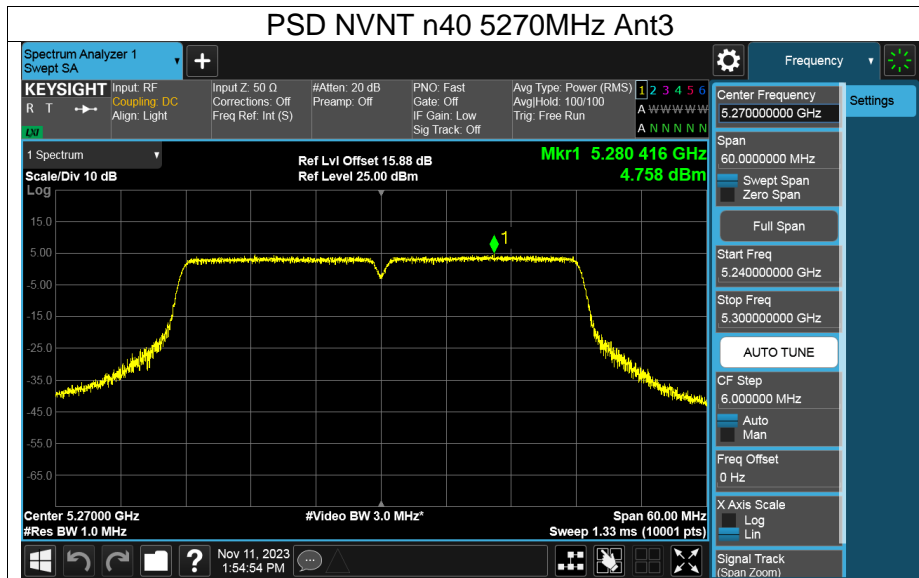 PSD NVNT n40 5270MHz Ant3
Spectrum Analyzer 1
Swept SA
+
Frequency
KEYSIGHT
R T
LXI
Input: RF
Coupling: DC
Align: Light
Input Z: 50 Ω
Corrections: Off
Freq Ref: Int (S)
#Atten: 20 dB
Preamp: Off
PNO: Fast
Gate: Off
IF Gain: Low
Sig Track: Off
Avg Type: Power (RMS)
Avg|Hold: 100/100
Trig: Free Run
1 2 3 4 5 6
A W W W W W
A N N N N N
Center Frequency
5.270000000 GHz
Settings
Span
60.0000000 MHz
Swept Span
Zero Span
Full Span
Start Freq
5.240000000 GHz
Stop Freq
5.300000000 GHz
AUTO TUNE
CF Step
6.000000 MHz
Auto
Man
Freq Offset
0 Hz
X Axis Scale
Log
Lin
Signal Track
(Span Zoom)
1 Spectrum
Scale/Div 10 dB
Log
Ref Lvl Offset 15.88 dB
Ref Level 25.00 dBm
Mkr1 5.280 416 GHz
4.758 dBm
15.0
5.00
-5.00
-15.0
-25.0
-35.0
-45.0
-55.0
-65.0
1
Center 5.27000 GHz
#Res BW 1.0 MHz
#Video BW 3.0 MHz*
Span 60.00 MHz
Sweep 1.33 ms (10001 pts)
?
Nov 11, 2023
1:54:54 PM